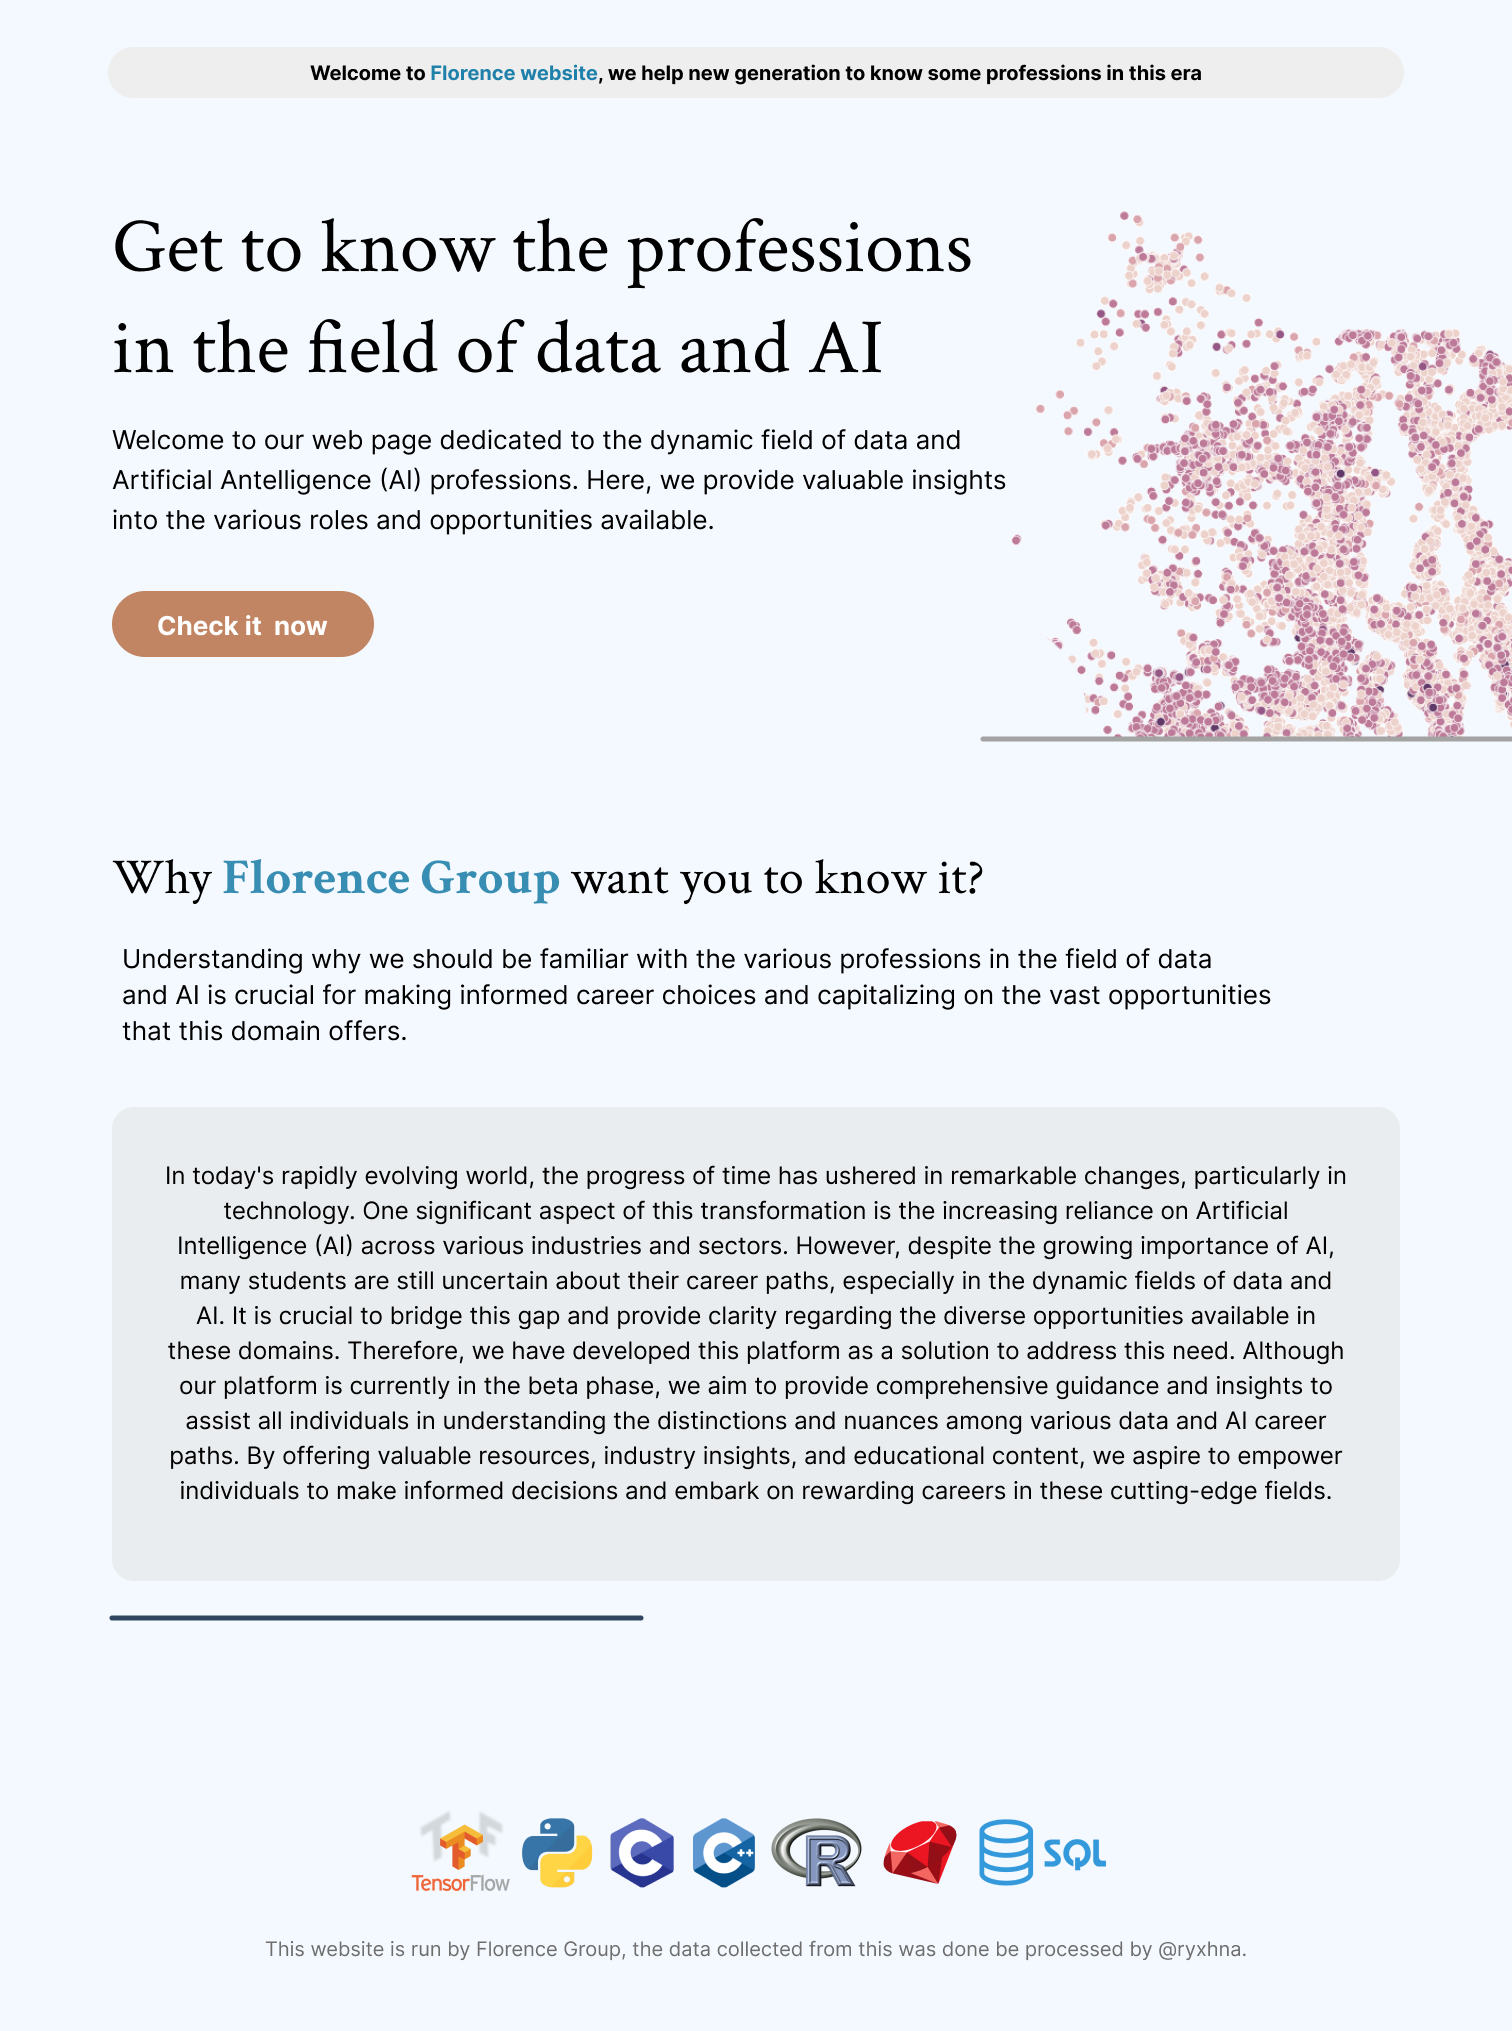 Welcome to Florence website, we help new generation to know some professions in this era
Get to know the professions
in the field of data and AI
Welcome to our web page dedicated to the dynamic field of data and
Artificial Antelligence (AI) professions. Here, we provide valuable insights
into the various roles and opportunities available.
Check it  now
Why Florence Group want you to know it?
Understanding why we should be familiar with the various professions in the field of data
and AI is crucial for making informed career choices and capitalizing on the vast opportunities
that this domain offers.
In today's rapidly evolving world, the progress of time has ushered in remarkable changes, particularly in
technology. One significant aspect of this transformation is the increasing reliance on Artificial
Intelligence (AI) across various industries and sectors. However, despite the growing importance of AI,
many students are still uncertain about their career paths, especially in the dynamic fields of data and
AI. It is crucial to bridge this gap and provide clarity regarding the diverse opportunities available in
these domains. Therefore, we have developed this platform as a solution to address this need. Although
our platform is currently in the beta phase, we aim to provide comprehensive guidance and insights to
assist all individuals in understanding the distinctions and nuances among various data and AI career
paths. By offering valuable resources, industry insights, and educational content, we aspire to empower
individuals to make informed decisions and embark on rewarding careers in these cutting-edge fields.
TensorFlow C C++ R SQL
This website is run by Florence Group, the data collected from this was done be processed by @ryxhna.